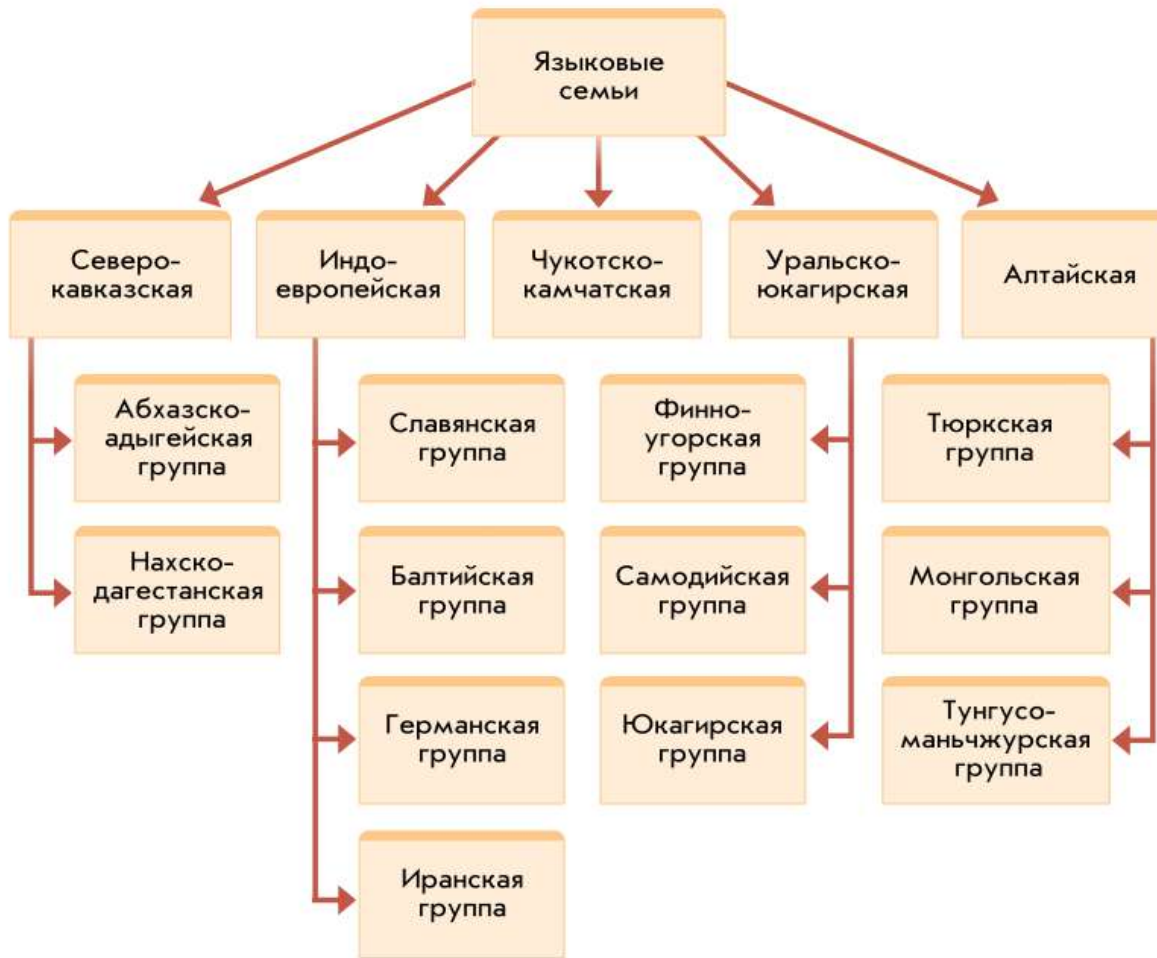 Языковые
семьи
Северо-
кавказская
Индо-
европейская
Чукотско-
камчатская
Уральско-
юкагирская
Алтайская
Абхазско-
адыгейская
группа
Нахско-
дагестанская
группа
Славянская
группа
Балтийская
группа
Германская
группа
Иранская
группа
Финно-
угорская
группа
Самодийская
группа
Юкагирская
группа
Тюркская
группа
Монгольская
группа
Тунгусо-
маньчжурская
группа